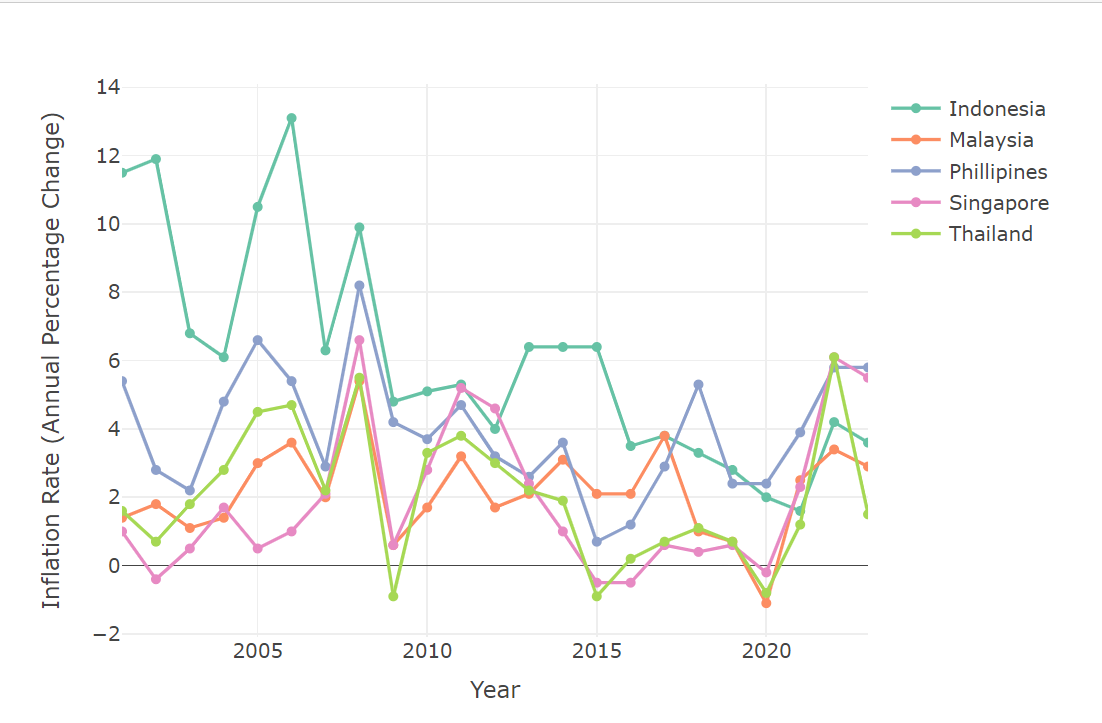 14
12
10
8
6
4
2
0
−2
Inflation Rate (Annual Percentage Change)
2005 2010 2015 2020
Year
Indonesia
Malaysia
Phillipines
Singapore
Thailand